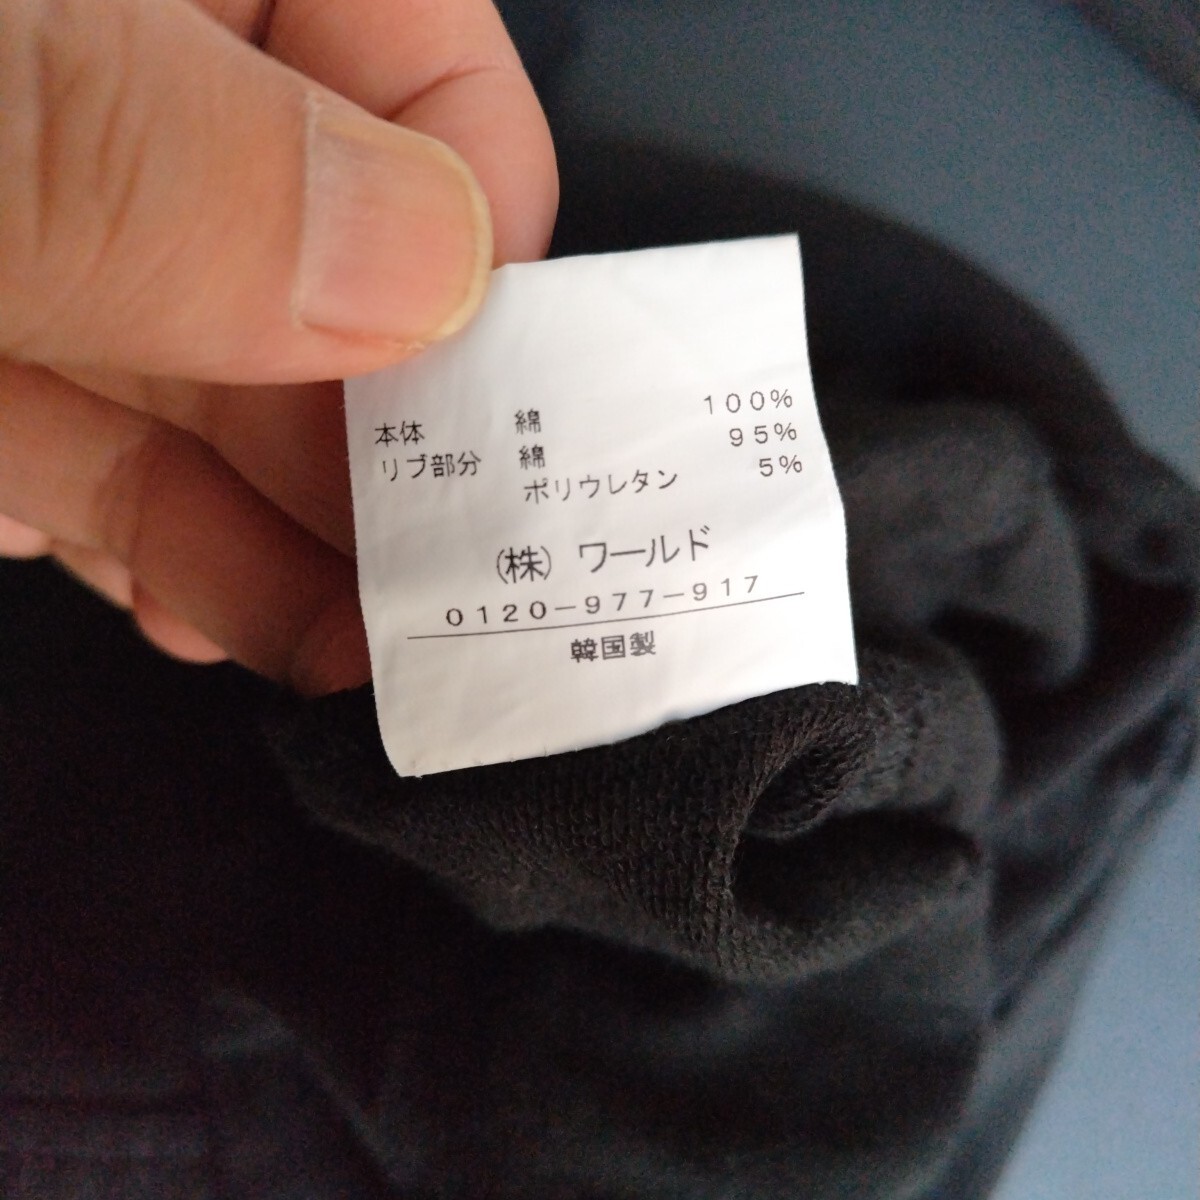 本体 綿 100%
リブ部分 綿 95%
ポリウレタン 5%
(株) ワールド
0120-977-917
韓国製